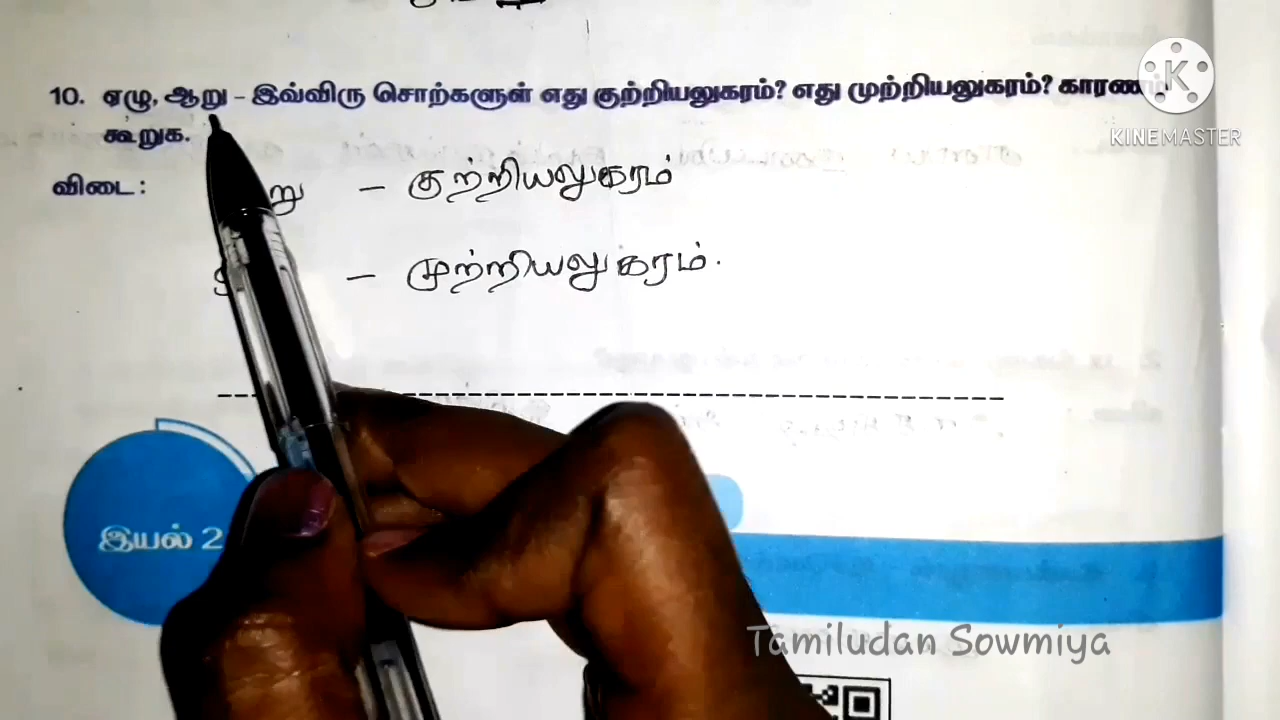 10. ஏழு, ஆறு – இவ்விரு சொற்களுள் எது குற்றியலுகரம்? எது முற்றியலுகரம்? காரணம்
கூறுக.
விடை: று – குற்றியலுகரம்
– முற்றியலுகரம்.
இயல் 2
KINEMASTER
Tamiludan Sowmiya